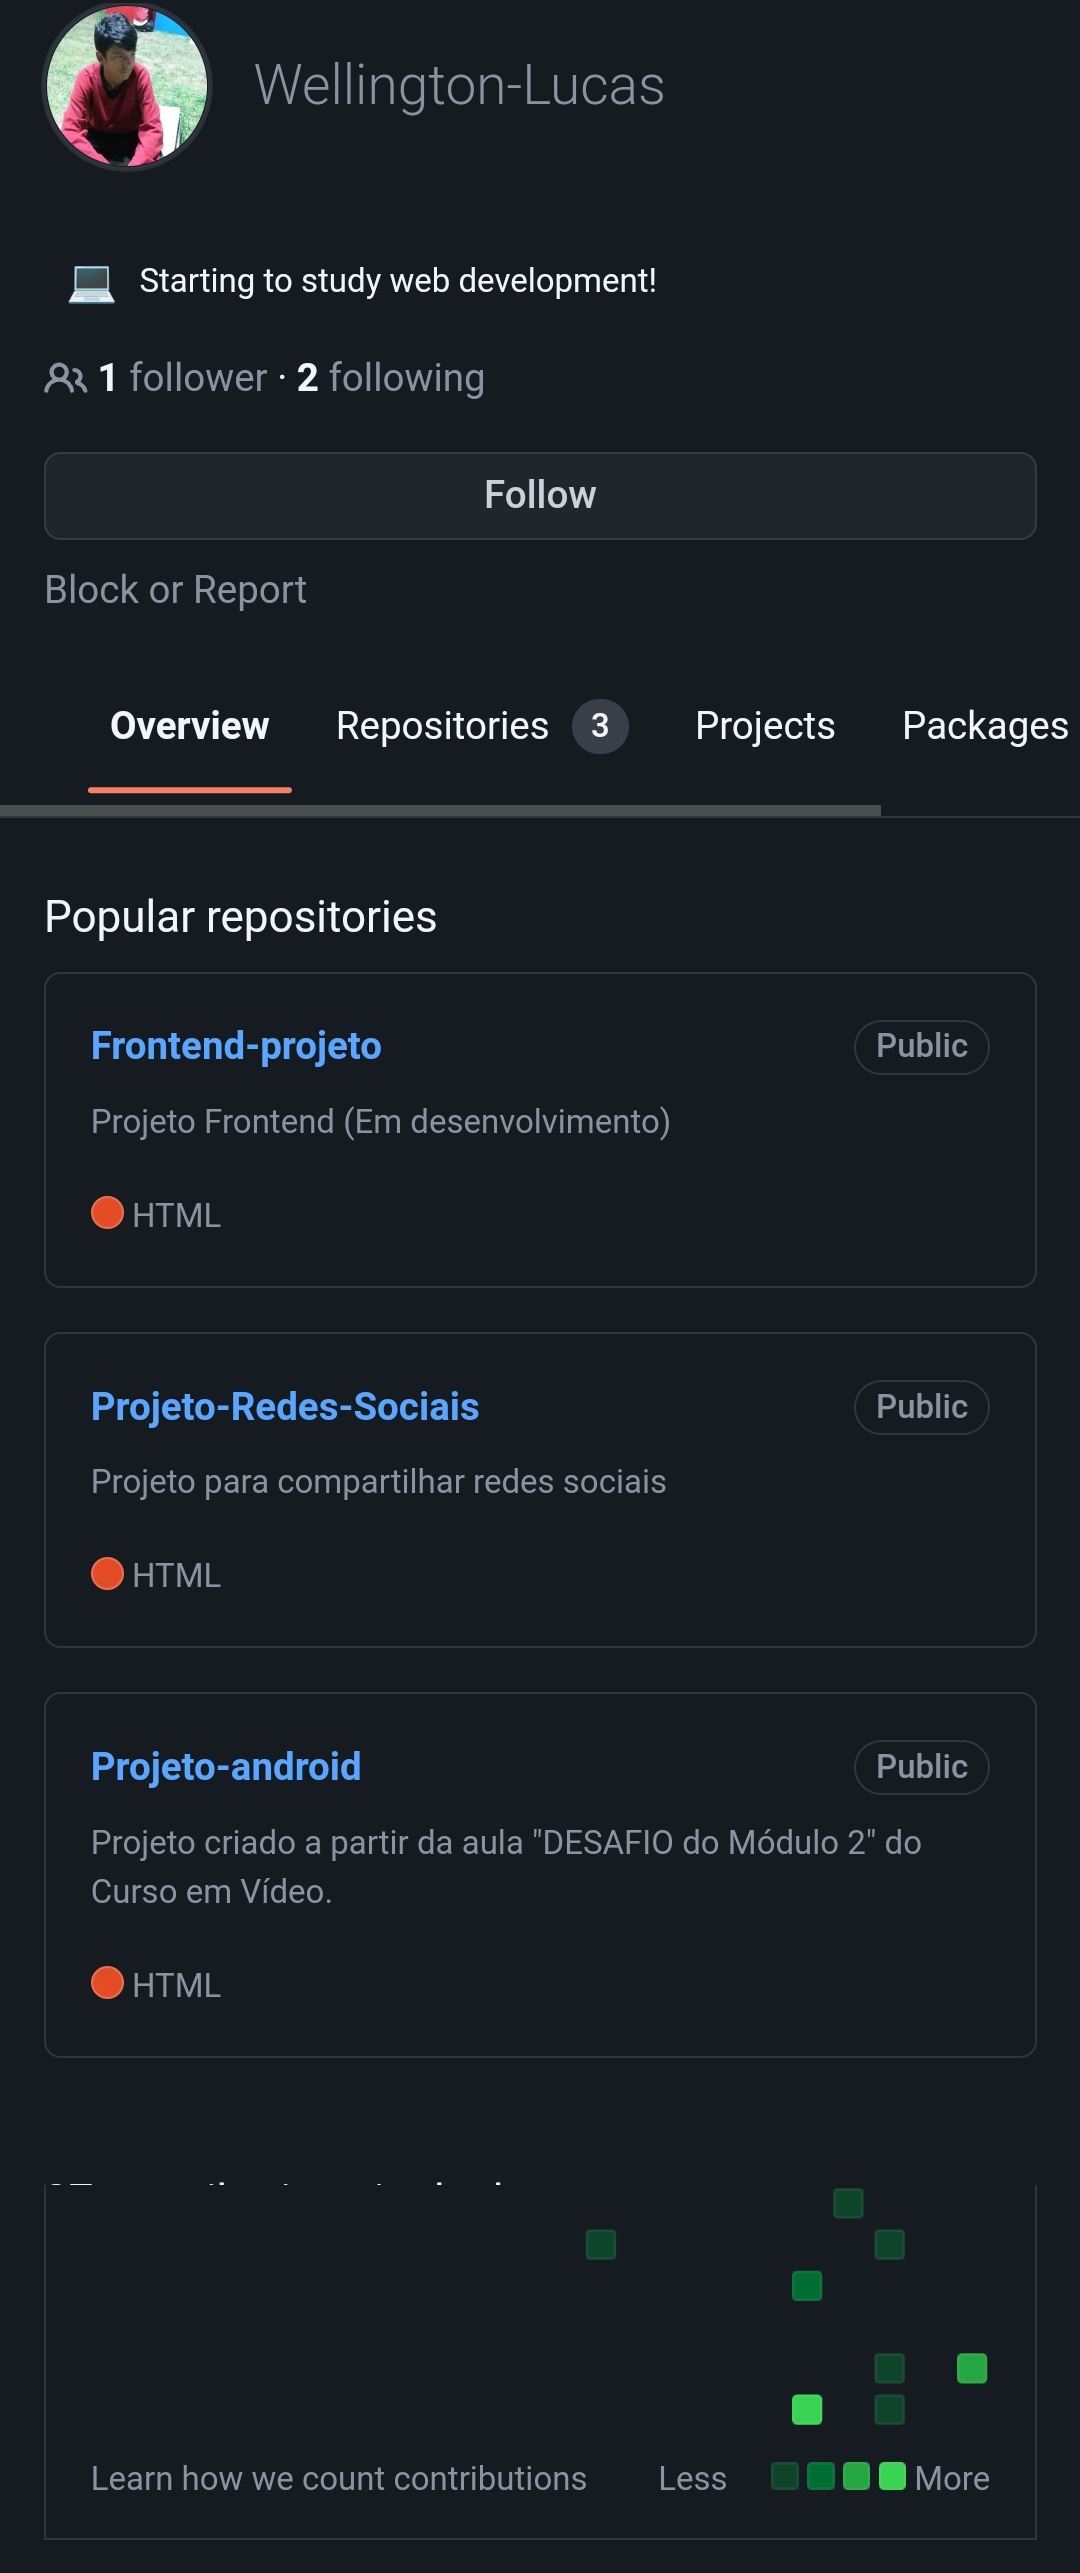 Wellington-Lucas
Starting to study web development!
1 follower · 2 following
Follow
Block or Report
Overview Repositories 3 Projects Packages
Popular repositories
Frontend-projeto Public
Projeto Frontend (Em desenvolvimento)
HTML
Projeto-Redes-Sociais Public
Projeto para compartilhar redes sociais
HTML
Projeto-android Public
Projeto criado a partir da aula "DESAFIO do Módulo 2" do
Curso em Vídeo.
HTML
Learn how we count contributions Less More